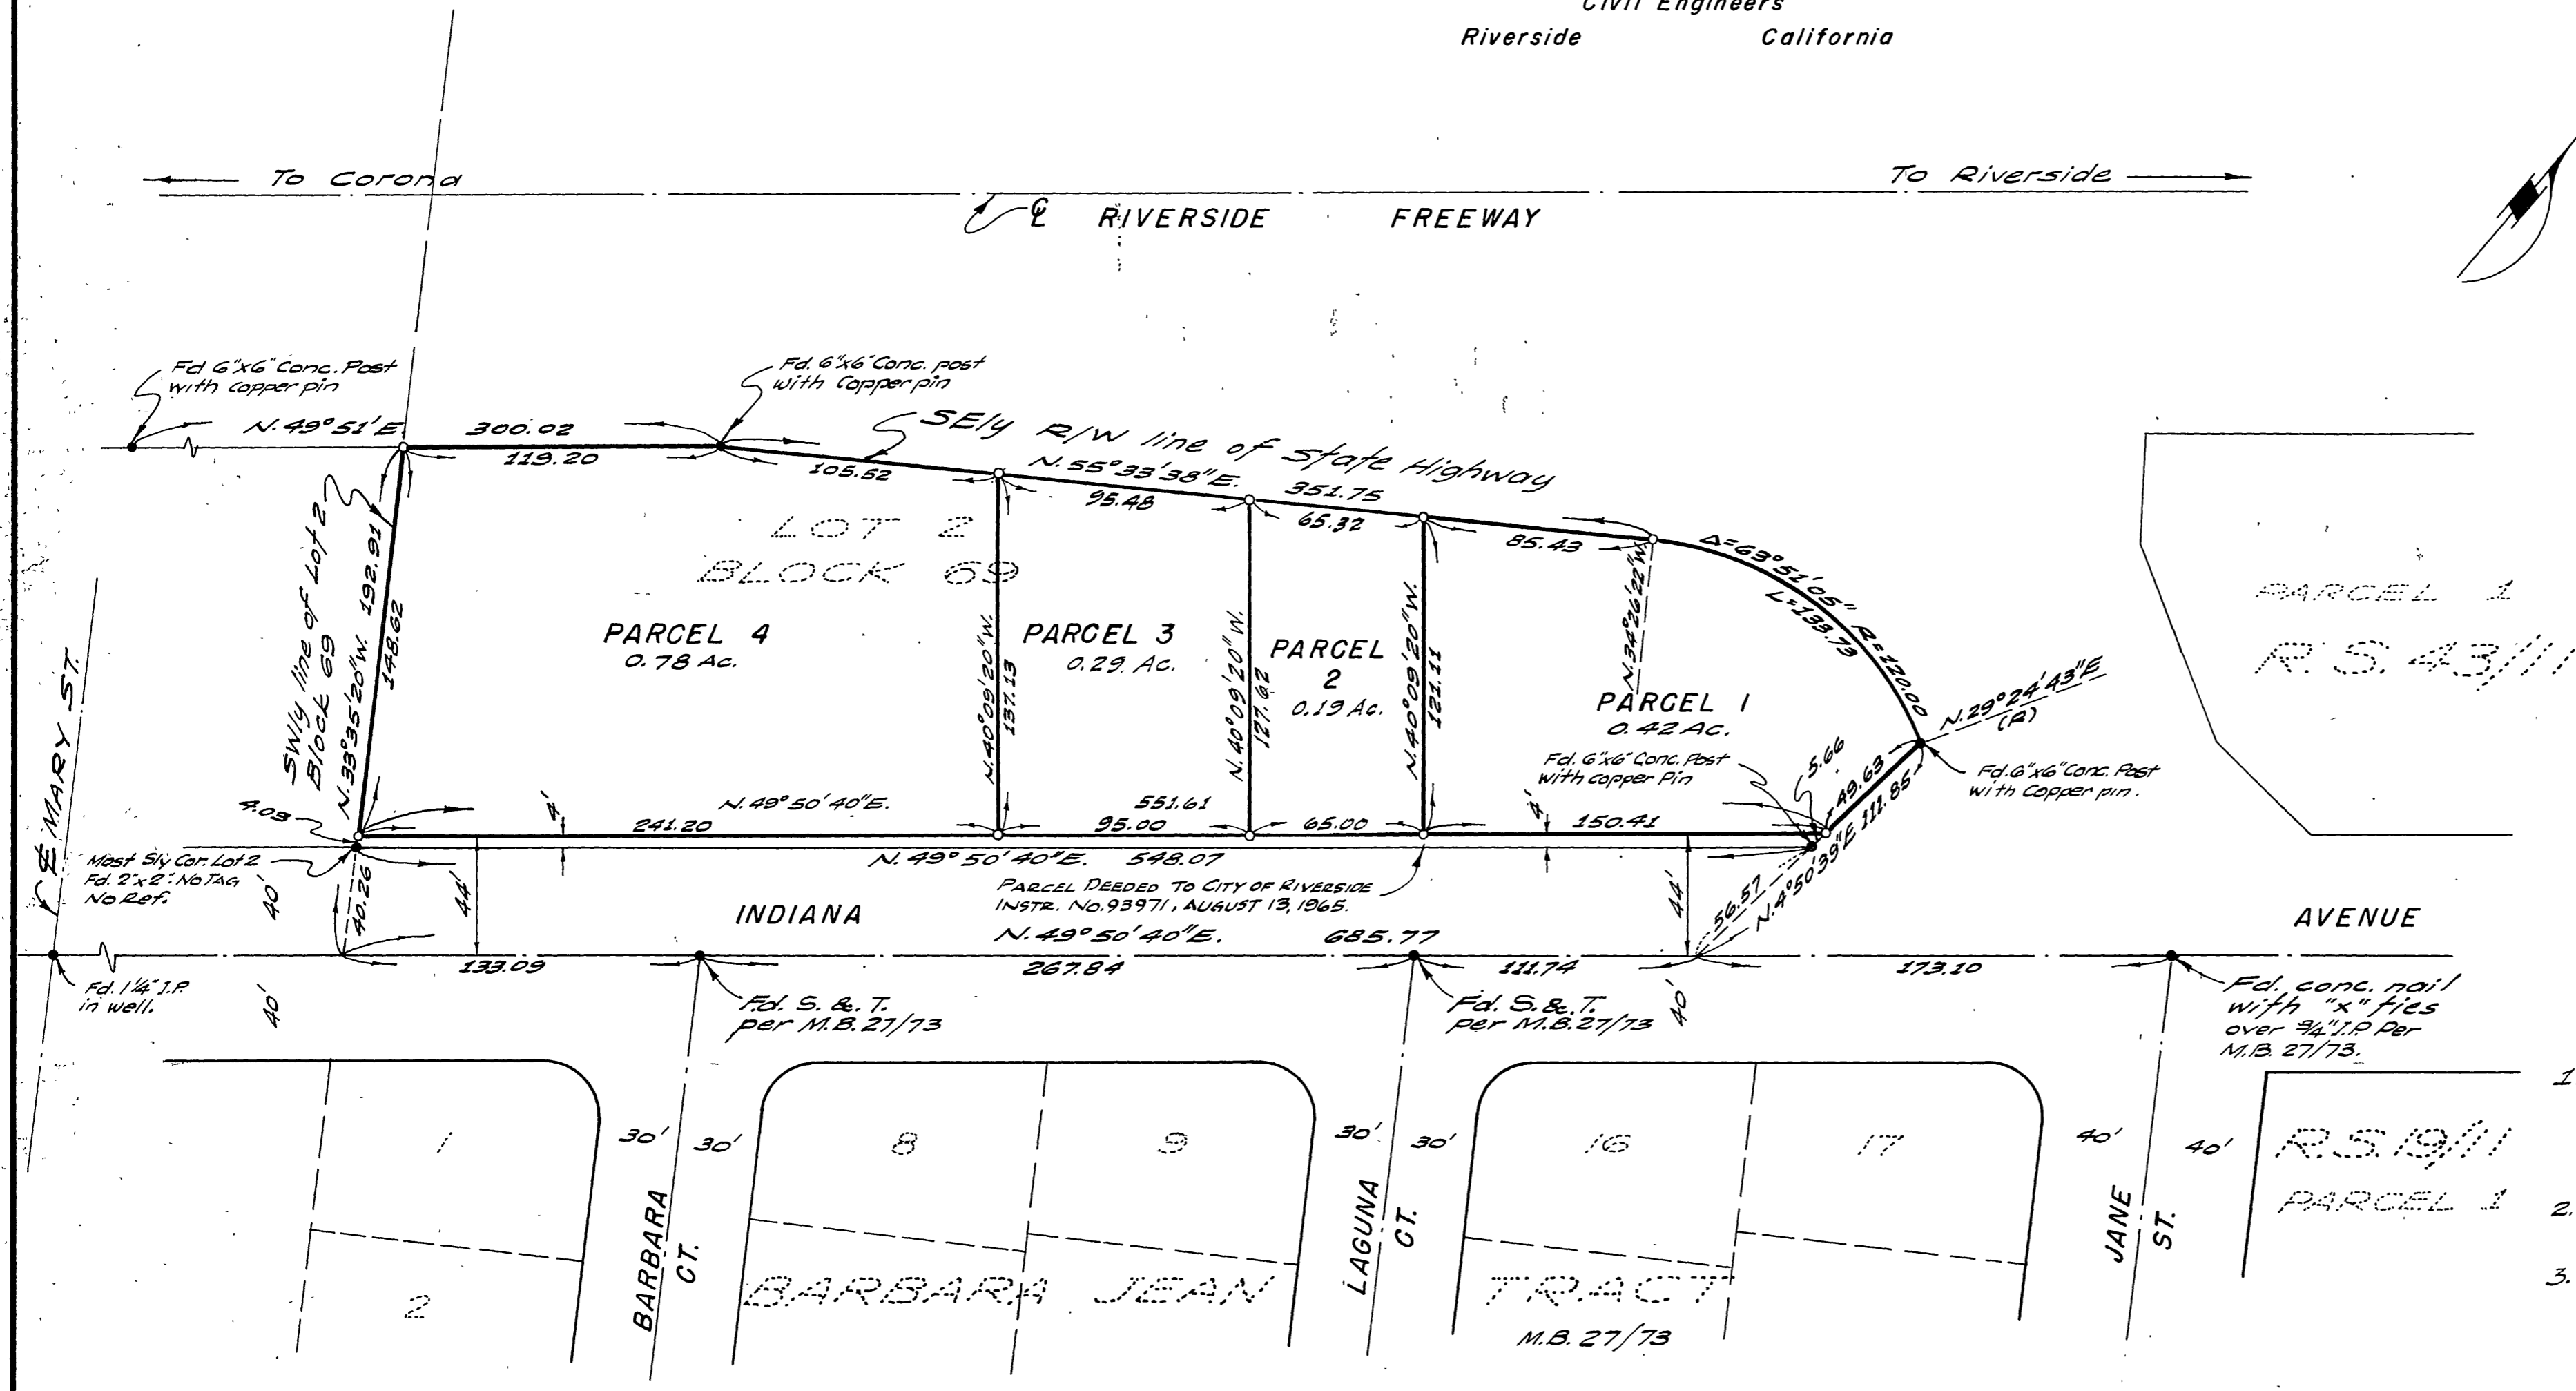 Civil Engineers
Riverside California
To Corona
To Riverside
℄ RIVERSIDE FREEWAY
Fd 6"x6" Conc. Post
with Copper pin
Fd. 6"x6" Conc. post
with Copper pin
N. 49° 51' E. 300.02
119.20
SEly R/W line of State Highway
105.52
N. 55° 33' 38" E. 351.75
95.48
65.32
85.43
Δ=63° 51' 05" R=120.00
L=133.73
SWly line of Lot 2
Block 69
N. 33° 35' 20" W. 192.91
148.62
LOT 2
BLOCK 69
PARCEL 4
0.78 Ac.
N. 40° 09' 20" W.
137.13
PARCEL 3
0.29 Ac.
N. 40° 09' 20" W.
127.62
PARCEL
2
0.19 Ac.
N. 40° 09' 20" W.
121.11
N. 34° 26' 22" W.
PARCEL 1
0.42 Ac.
Fd. 6"x6" Conc. Post
with copper Pin
5.66
49.63
N. 29° 24' 43" E
(R)
Fd. 6"x6" Conc. Post
with Copper pin.
PARCEL 1
R. S. 43/11
℄ MARY ST.
4.03
N. 49° 50' 40" E. 551.61
4'
241.20
95.00
65.00
4'
150.41
N. 4° 50' 39" E 111.85
56.57
Most Sly Cor. Lot 2
Fd. 2"x2". No TAG
No Ref.
N. 49° 50' 40" E. 548.07
PARCEL DEEDED TO CITY OF RIVERSIDE
INSTR. No. 93971, AUGUST 13, 1965.
40'
40.26
44'
44'
INDIANA AVENUE
N. 49° 50' 40" E. 685.77
133.09
267.84
111.74
173.10
Fd. 1¼" I.P.
in well.
40'
Fd. S. & T.
per M.B. 27/73
Fd. S. & T.
per M.B. 27/73
40'
Fd. conc. nail
with "x" ties
over ¾" I.P. Per
M.B. 27/73.
1
30' 30'
8
9
30' 30'
16
17
40' 40'
R.S. 19/11
PARCEL 1
1
2.
3.
2
BARBARA
CT.
LAGUNA
CT.
JANE
ST.
BARBARA JEAN TRACT
M.B. 27/73